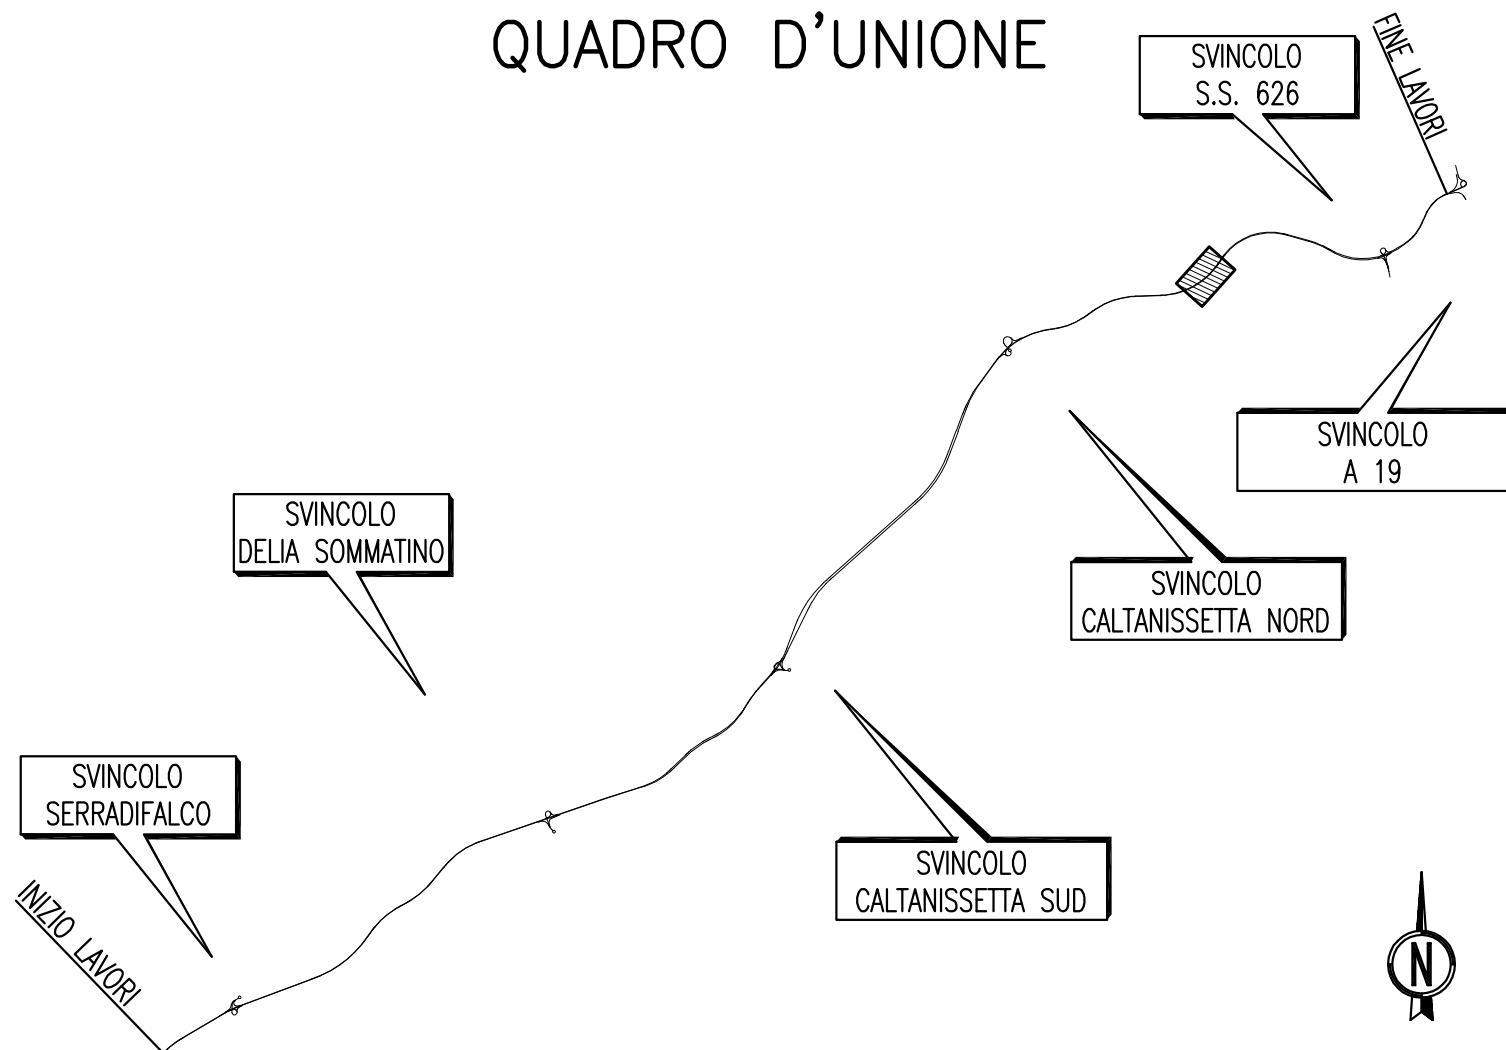 QUADRO D'UNIONE
SVINCOLO
S.S. 626
FINE LAVORI
SVINCOLO
A 19
SVINCOLO
DELIA SOMMATINO
SVINCOLO
CALTANISSETTA NORD
SVINCOLO
SERRADIFALCO
SVINCOLO
CALTANISSETTA SUD
INIZIO LAVORI
N